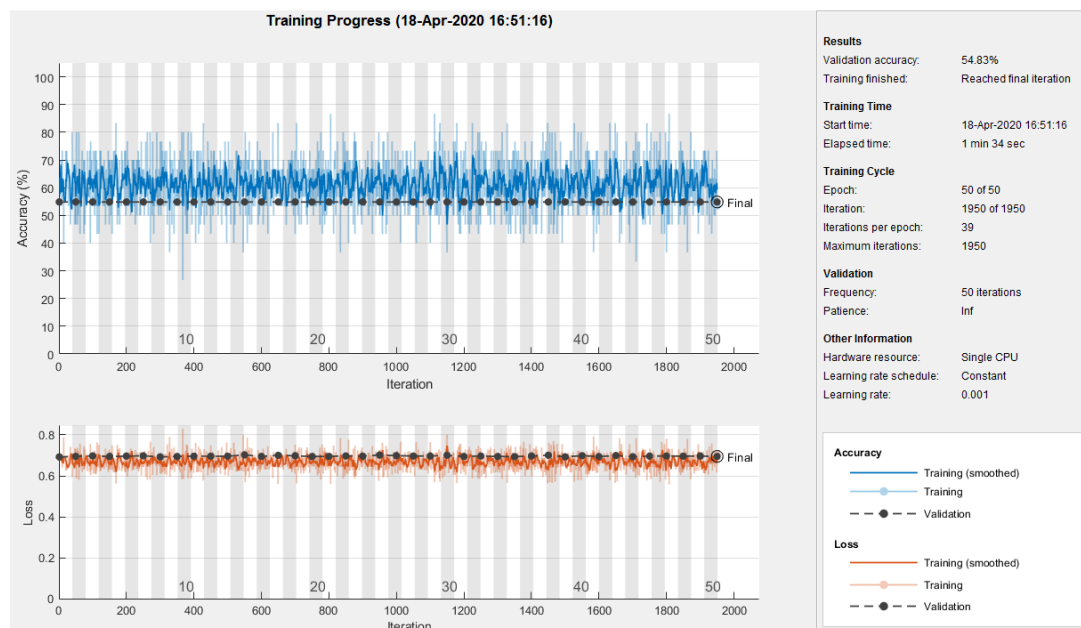 Training Progress (18-Apr-2020 16:51:16)
Accuracy (%)
100
90
80
70
60
50
40
30
20
10
0
Final
10 20 30 40 50
0 200 400 600 800 1000 1200 1400 1600 1800 2000
Iteration
Loss
0.8
0.6
0.4
0.2
0
Final
10 20 30 40 50
0 200 400 600 800 1000 1200 1400 1600 1800 2000
Iteration
Results
Validation accuracy: 54.83%
Training finished: Reached final iteration
Training Time
Start time: 18-Apr-2020 16:51:16
Elapsed time: 1 min 34 sec
Training Cycle
Epoch: 50 of 50
Iteration: 1950 of 1950
Iterations per epoch: 39
Maximum iterations: 1950
Validation
Frequency: 50 iterations
Patience: Inf
Other Information
Hardware resource: Single CPU
Learning rate schedule: Constant
Learning rate: 0.001
Accuracy
Training (smoothed)
Training
Validation
Loss
Training (smoothed)
Training
Validation